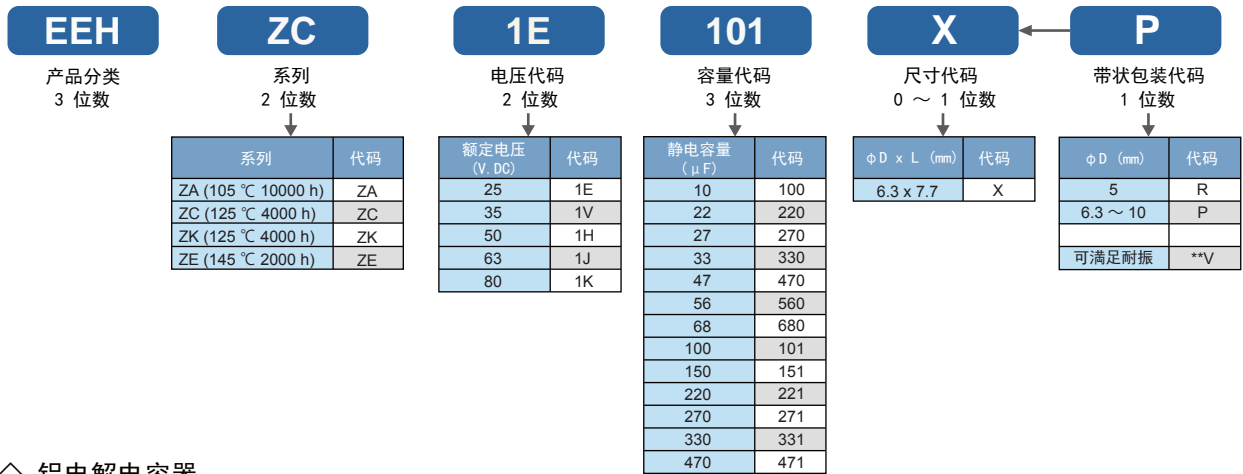 EEH ZC 1E 101 X P
产品分类 系列 电压代码 容量代码 尺寸代码 带状包装代码
3 位数 2 位数 2 位数 3 位数 0 ～ 1 位数 1 位数
系列 代码
ZA (105 ℃ 10000 h) ZA
ZC (125 ℃ 4000 h) ZC
ZK (125 ℃ 4000 h) ZK
ZE (145 ℃ 2000 h) ZE
额定电压 (V.DC) 代码
25 1E
35 1V
50 1H
63 1J
80 1K
静电容量 (μF) 代码
10 100
22 220
27 270
33 330
47 470
56 560
68 680
100 101
150 151
220 221
270 271
330 331
470 471
φD x L (mm) 代码
6.3 x 7.7 X
φD (mm) 代码
5 R
6.3 ～ 10 P
可满足耐振 **V
◇ 铝电解电容器